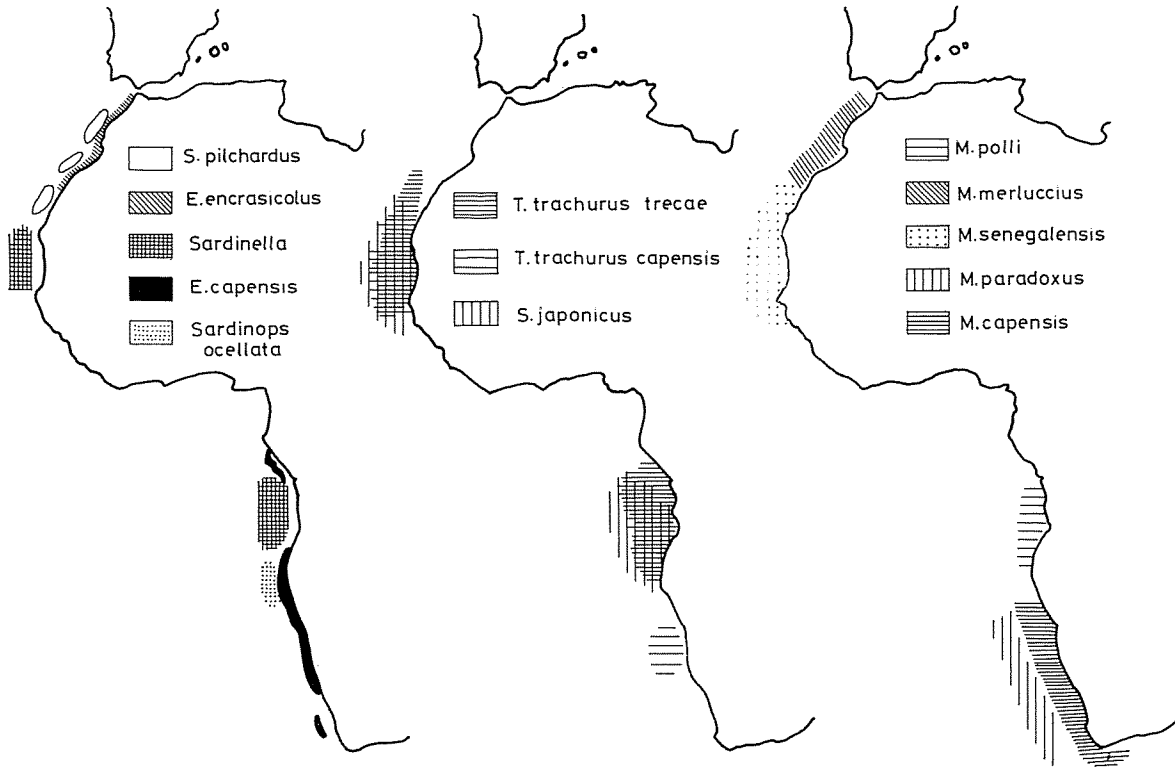 S. pilchardus
E. encrasicolus
Sardinella
E. capensis
Sardinops
ocellata
T. trachurus trecae
T. trachurus capensis
S. japonicus
M. polli
M. merluccius
M. senegalensis
M. paradoxus
M. capensis